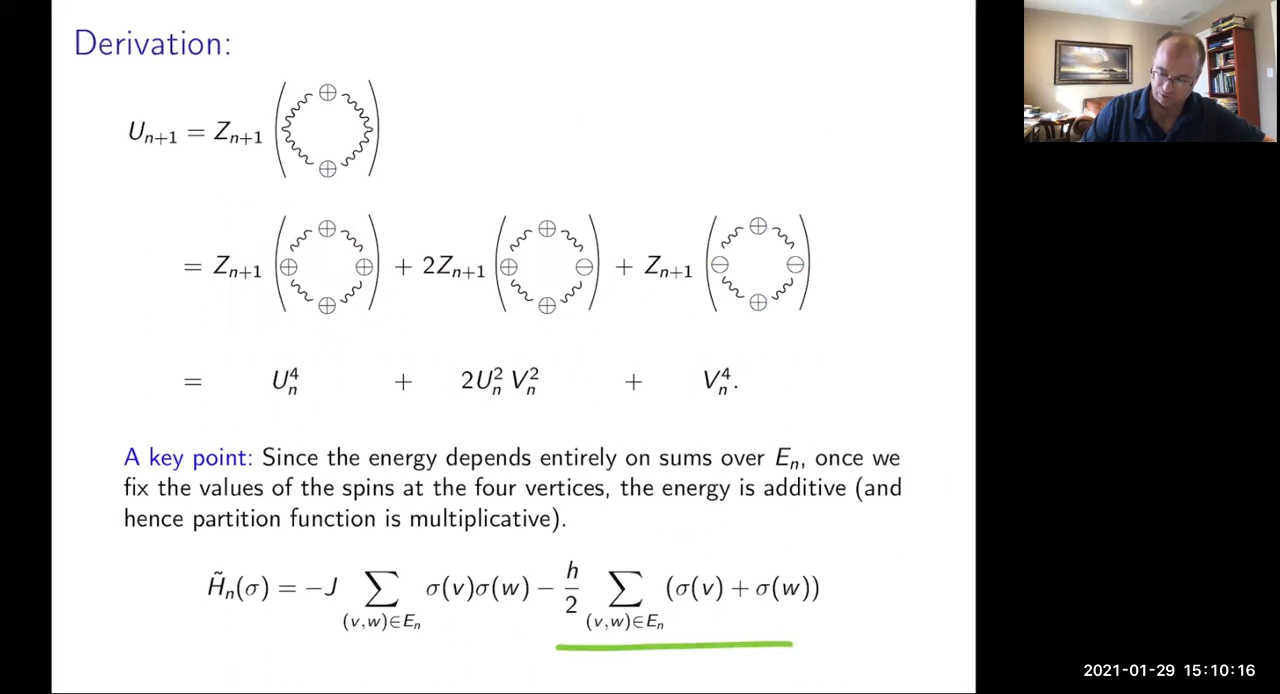 Derivation:
U_{n+1} = Z_{n+1} ( ⊕ ⊕ )
= Z_{n+1} ( ⊕ ⊕ ⊕ ⊕ ) + 2Z_{n+1} ( ⊕ ⊕ ⊖ ⊕ ) + Z_{n+1} ( ⊕ ⊖ ⊖ ⊕ )
= U_n^4 + 2U_n^2 V_n^2 + V_n^4.
A key point: Since the energy depends entirely on sums over E_n, once we
fix the values of the spins at the four vertices, the energy is additive (and
hence partition function is multiplicative).
H̃_n(σ) = −J ∑_{(v,w)∈E_n} σ(v)σ(w) − h/2 ∑_{(v,w)∈E_n} (σ(v) + σ(w))
2021-01-29 15:10:16